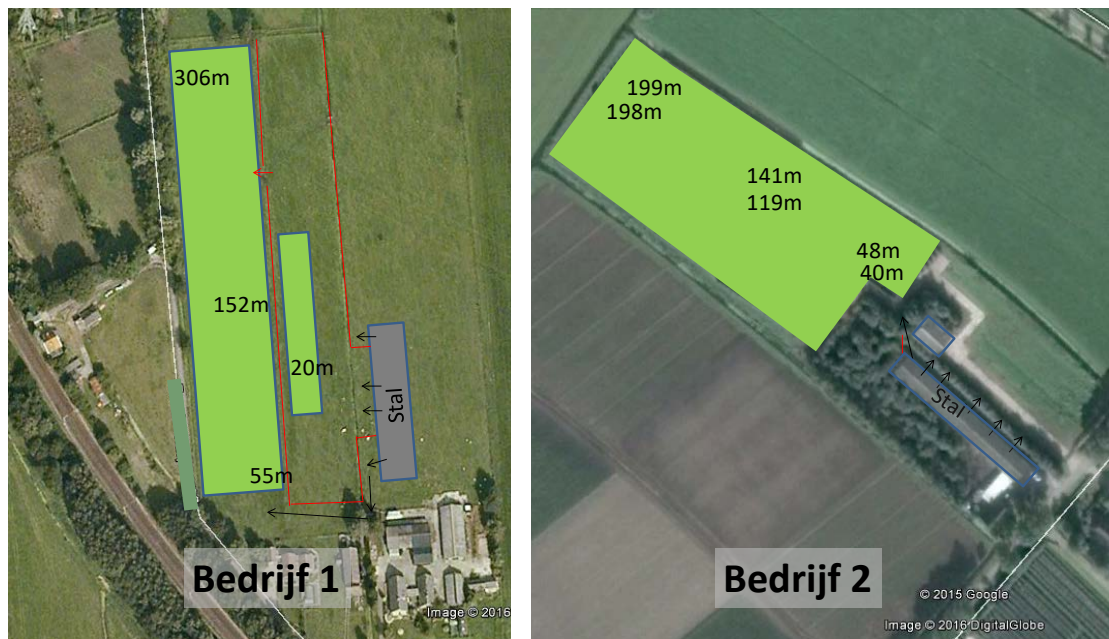 306m
152m
20m
55m
Stal
Bedrijf 1
Image © 2016
199m
198m
141m
119m
48m
40m
Stal
Bedrijf 2
© 2015 Google
Image © 2016 DigitalGlobe